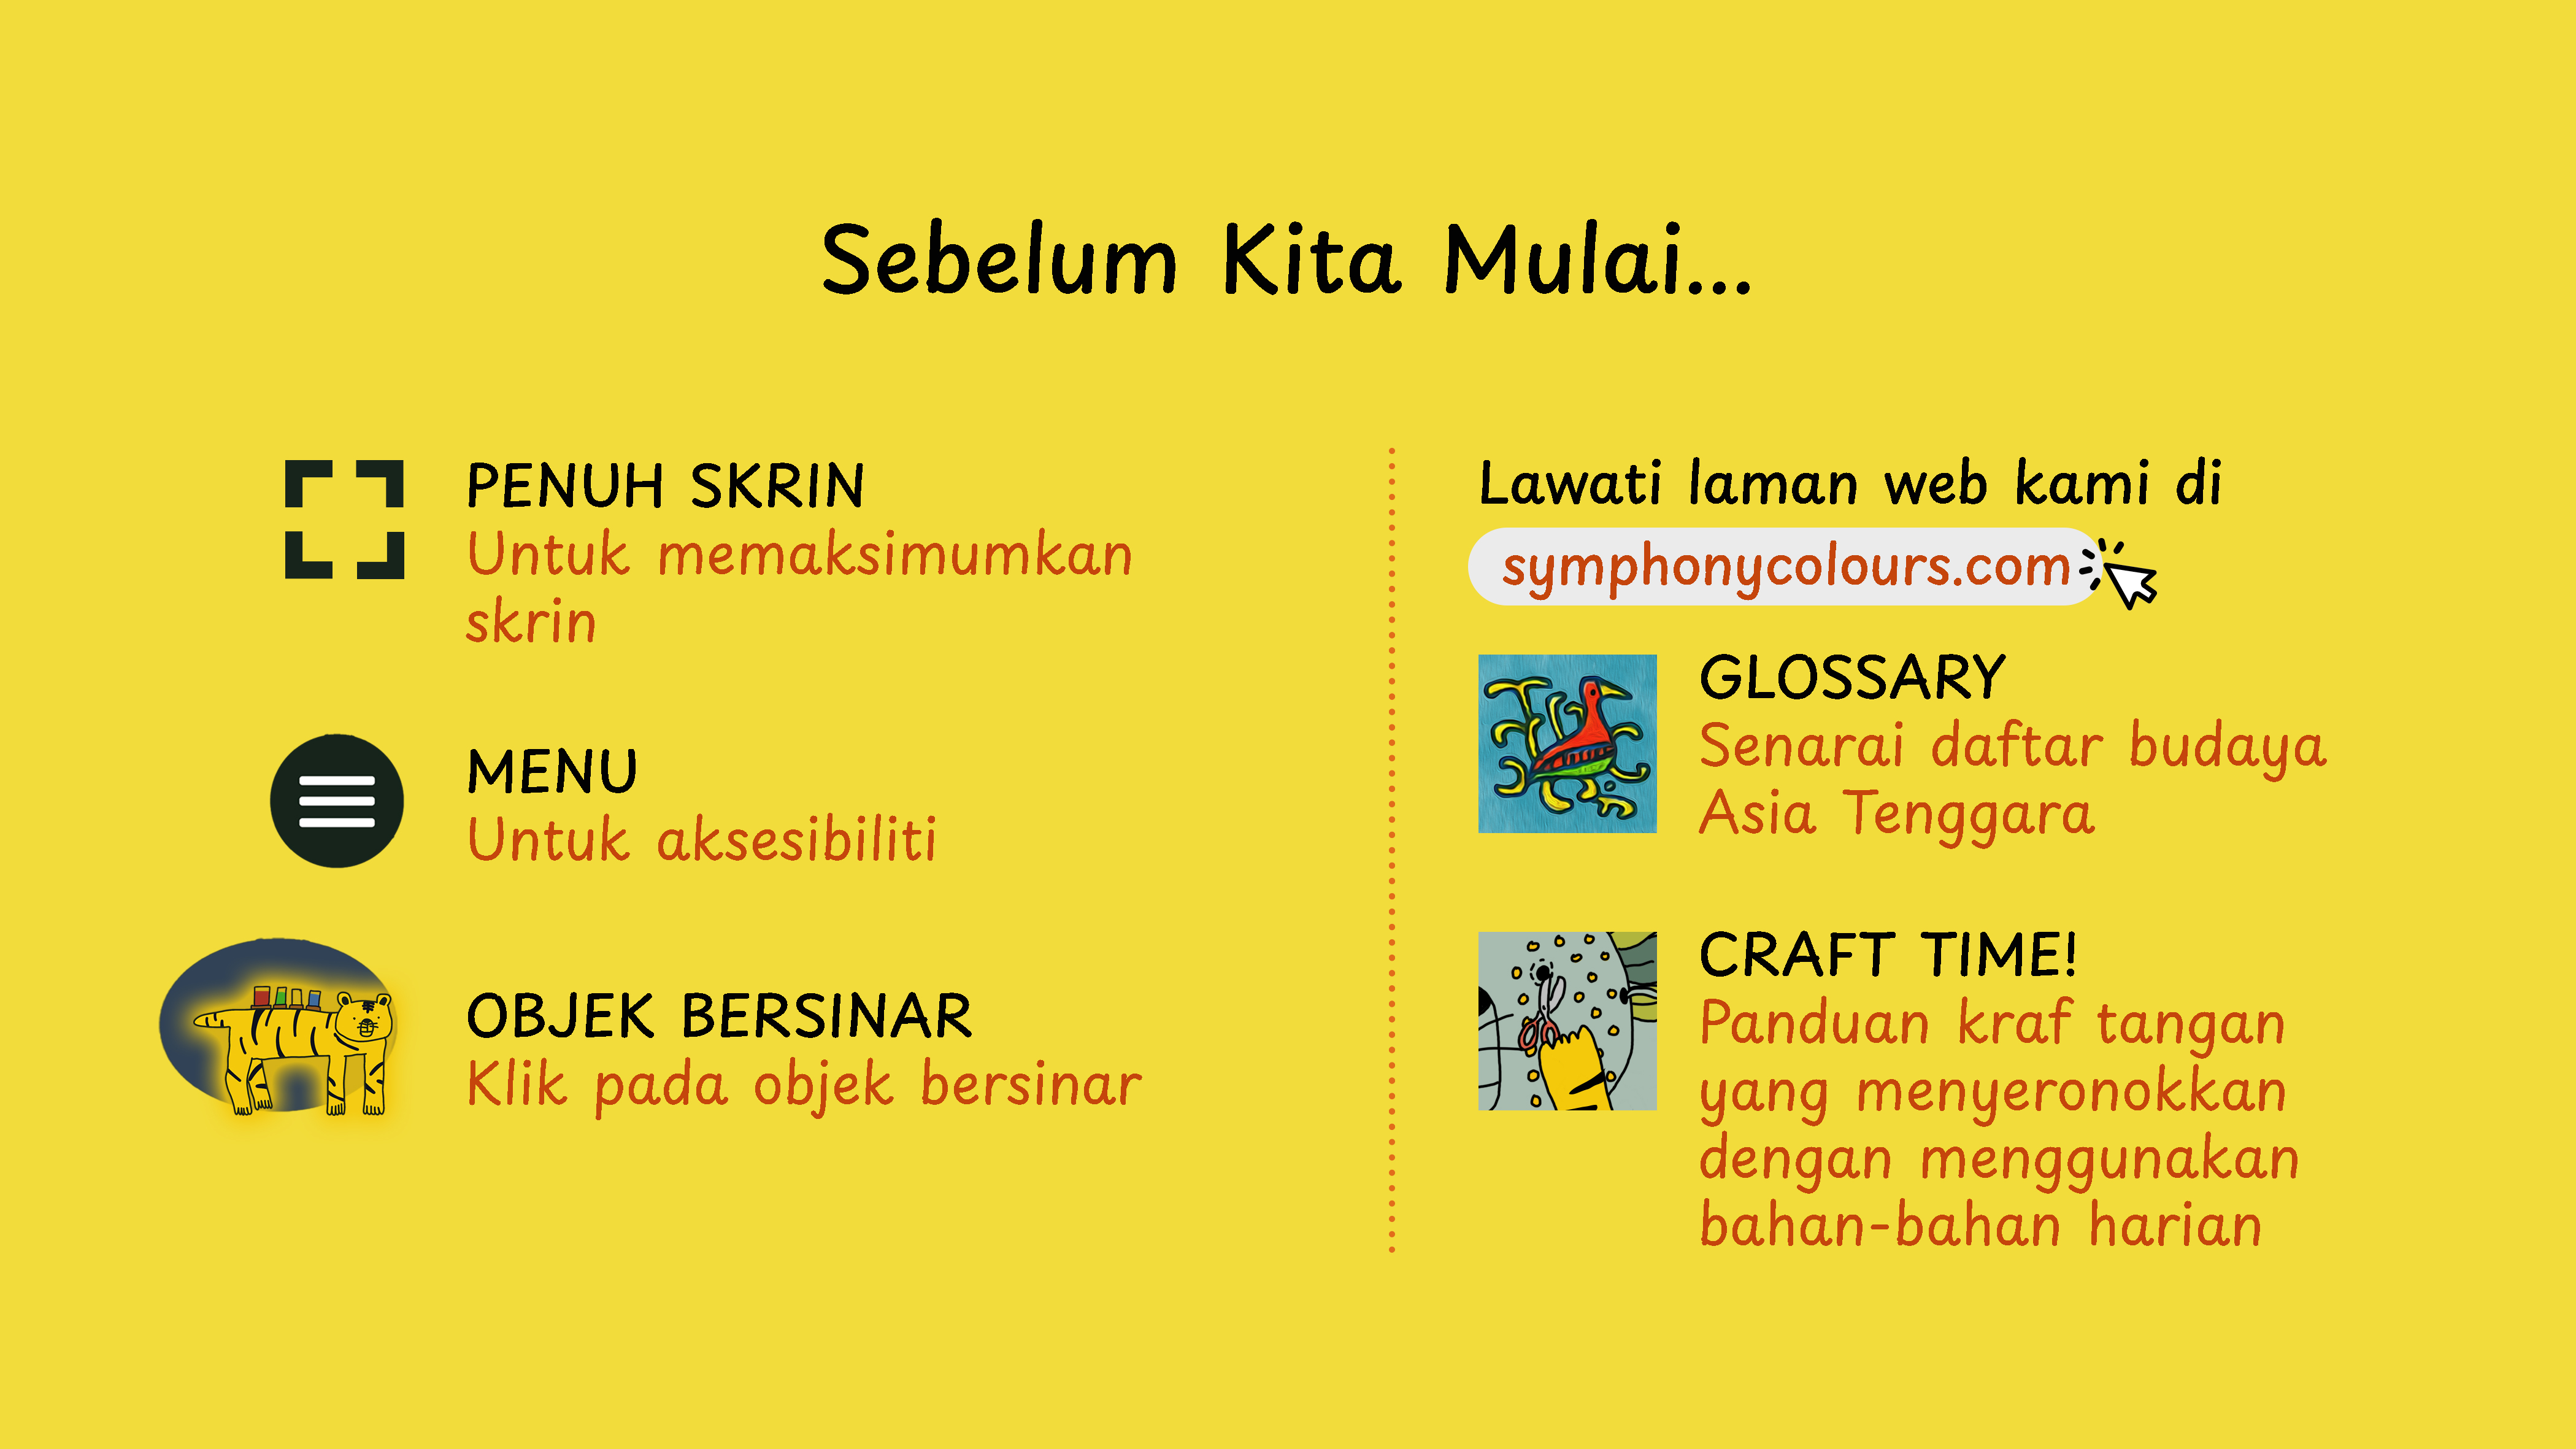 Sebelum Kita Mulai...
PENUH SKRIN
Untuk memaksimumkan
skrin
MENU
Untuk aksesibiliti
OBJEK BERSINAR
Klik pada objek bersinar
Lawati laman web kami di
symphonycolours.com
GLOSSARY
Senarai daftar budaya
Asia Tenggara
CRAFT TIME!
Panduan kraf tangan
yang menyeronokkan
dengan menggunakan
bahan-bahan harian